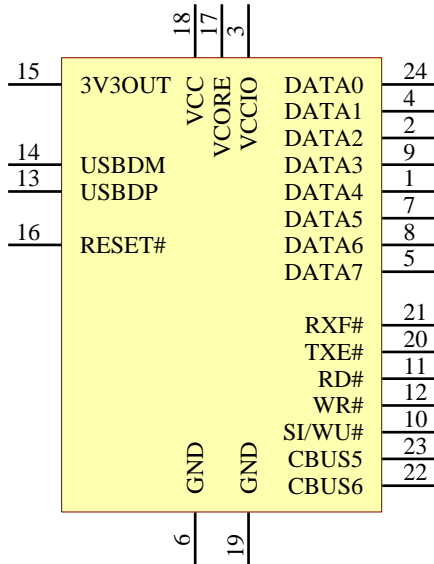 18 17 3
15 3V3OUT VCC VCORE VCCIO DATA0 24
DATA1 4
DATA2 2
14 USBDM DATA3 9
13 USBDP DATA4 1
DATA5 7
16 RESET# DATA6 8
DATA7 5
RXF# 21
TXE# 20
RD# 11
WR# 12
SI/WU# 10
GND GND CBUS5 23
CBUS6 22
6 19